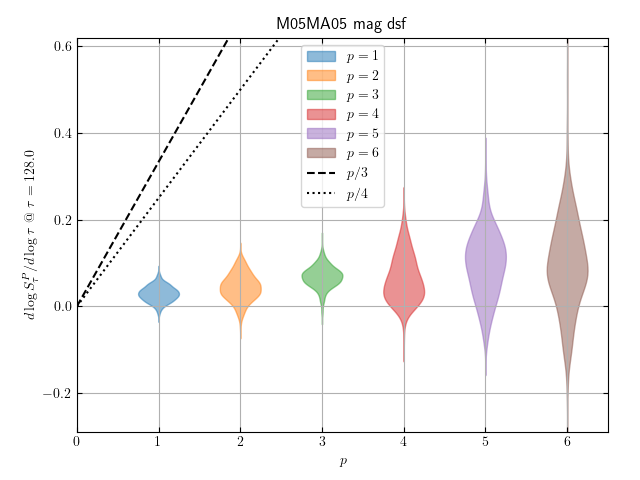 M05MA05 mag dsf
d log S_τ^P / d log τ @ τ = 128.0
0.6
0.4
0.2
0.0
−0.2
p = 1
p = 2
p = 3
p = 4
p = 5
p = 6
p/3
p/4
0 1 2 3 4 5 6
p